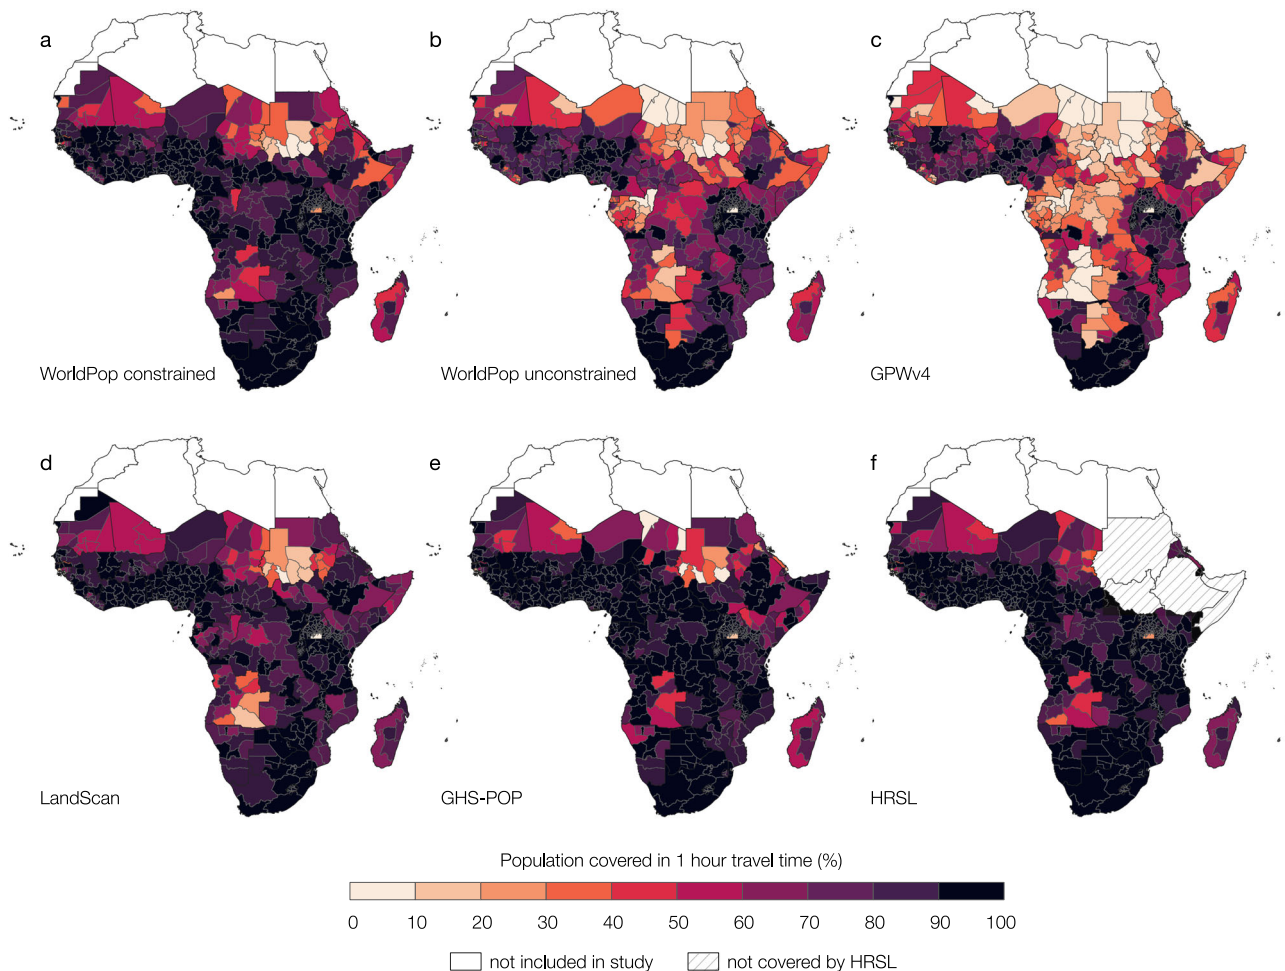 a
b
c
WorldPop constrained
WorldPop unconstrained
GPWv4
d
e
f
LandScan
GHS-POP
HRSL
Population covered in 1 hour travel time (%)
0 10 20 30 40 50 60 70 80 90 100
not included in study
not covered by HRSL